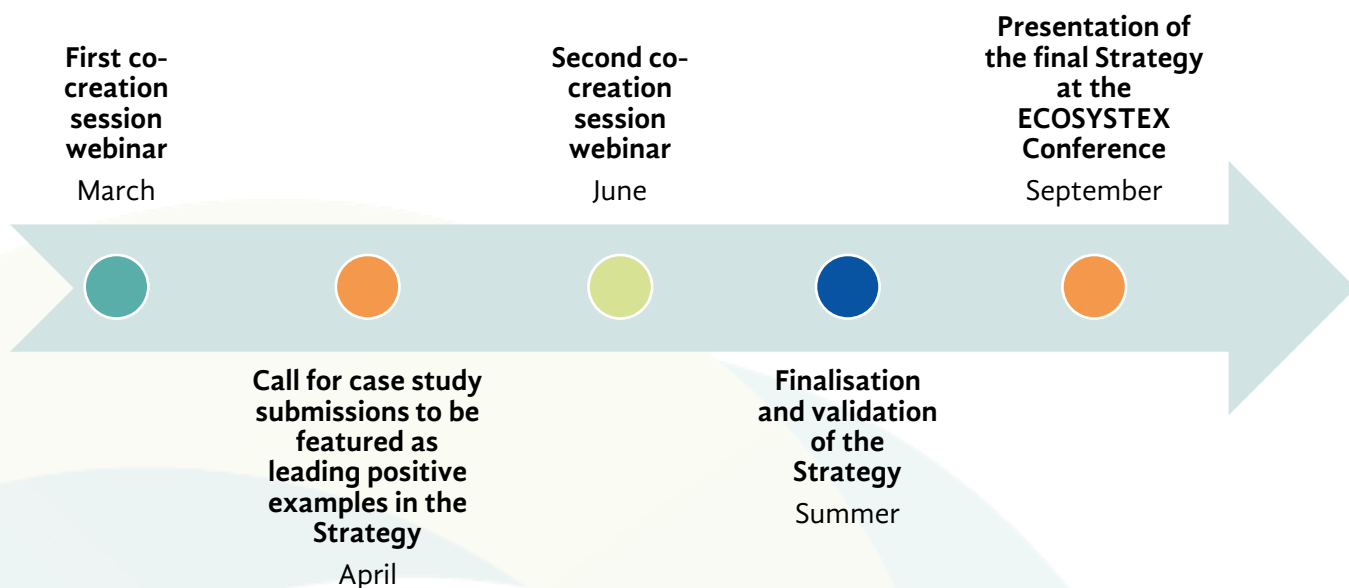 First co-
creation
session
webinar
March
Call for case study
submissions to be
featured as
leading positive
examples in the
Strategy
April
Second co-
creation
session
webinar
June
Finalisation
and validation
of the
Strategy
Summer
Presentation of
the final Strategy
at the
ECOSYSTEX
Conference
September